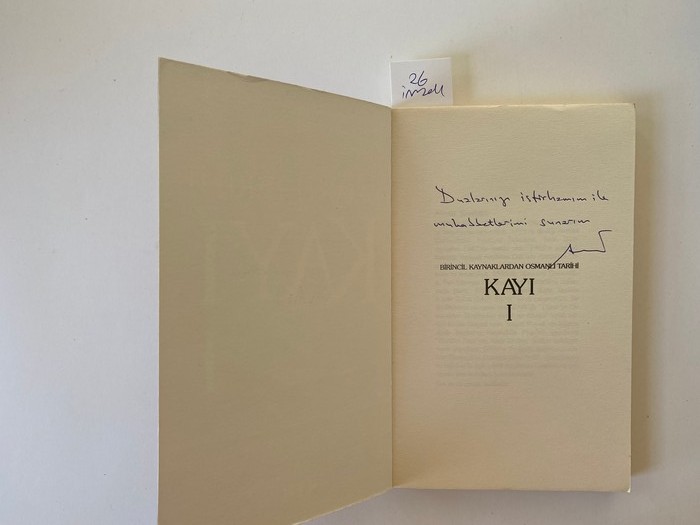 26
imzalı
Dualarınızı istirhamım ile
muhabbetlerimi sunarım
BİRİNCİL KAYNAKLARDAN OSMANLI TARİHİ
KAYI
I